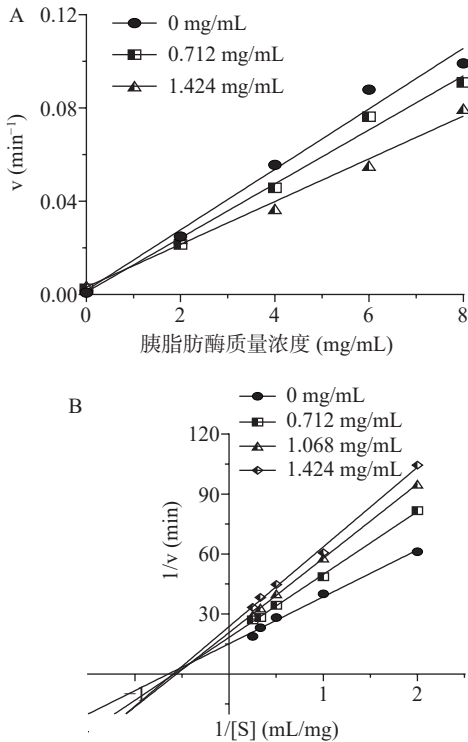 A
0 mg/mL
0.712 mg/mL
1.424 mg/mL
0.12
0.08
0.04
0.00
v (min⁻¹)
0 2 4 6 8
胰脂肪酶质量浓度 (mg/mL)
B
0 mg/mL
0.712 mg/mL
1.068 mg/mL
1.424 mg/mL
120
90
60
30
1/v (min)
0 1 2
1/[S] (mL/mg)